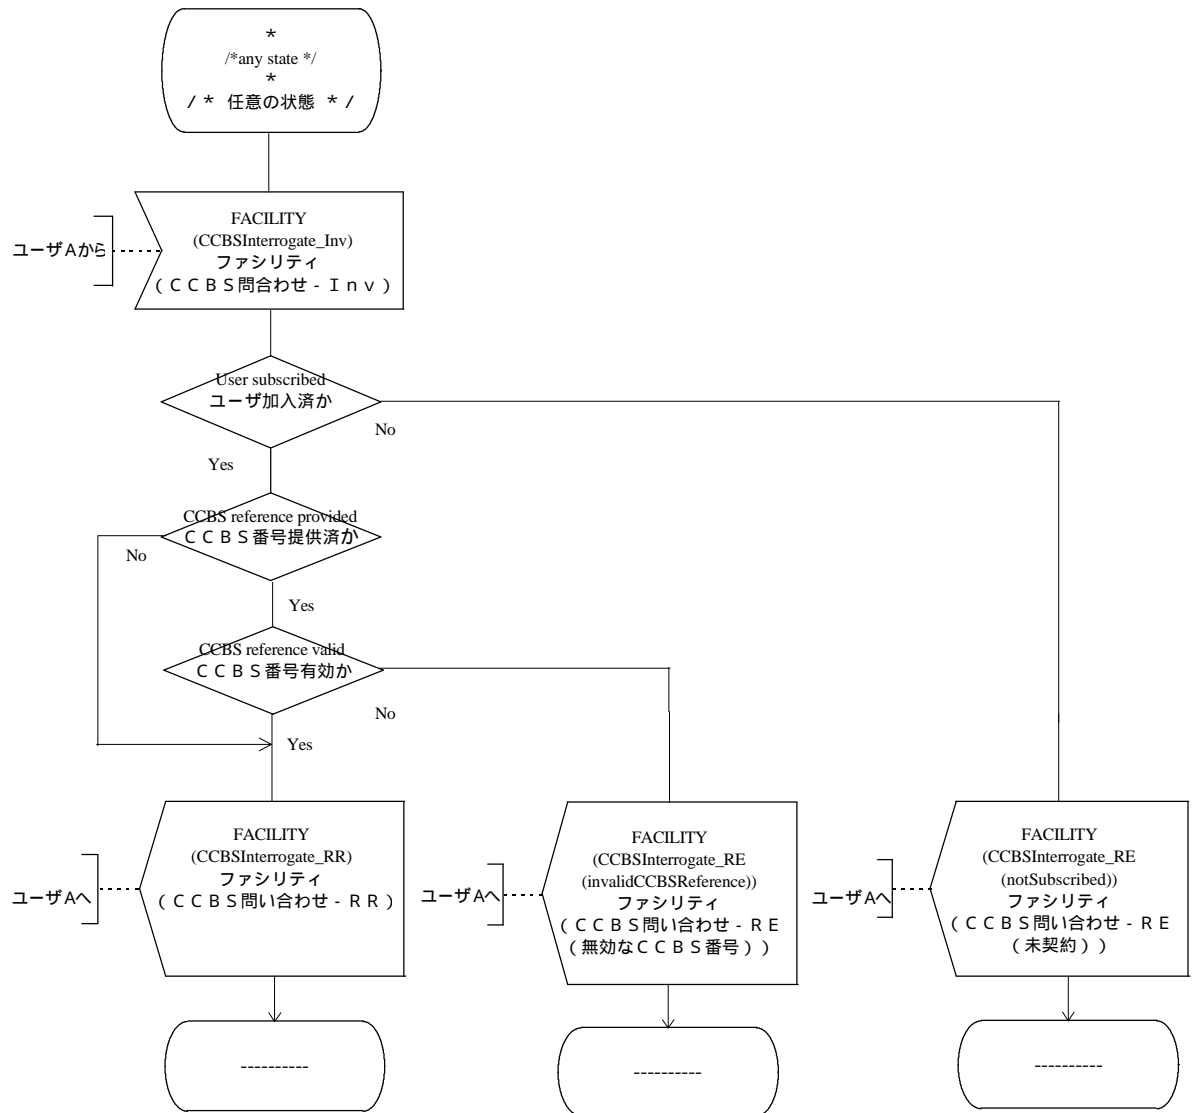 *
/*any state */
*
/ * 任意の状態 * /
FACILITY
(CCBSInterrogate_Inv)
ファシリティ
(ＣＣＢＳ問合わせ - Ｉｎｖ)
ユーザAから
User subscribed
ユーザ加入済か
No
Yes
CCBS reference provided
ＣＣＢＳ番号提供済か
No
Yes
CCBS reference valid
ＣＣＢＳ番号有効か
No
Yes
FACILITY
(CCBSInterrogate_RR)
ファシリティ
(ＣＣＢＳ問い合わせ - ＲＲ)
ユーザAへ
FACILITY
(CCBSInterrogate_RE
(invalidCCBSReference))
ファシリティ
(ＣＣＢＳ問い合わせ - ＲＥ
(無効なＣＣＢＳ番号))
ユーザAへ
FACILITY
(CCBSInterrogate_RE
(notSubscribed))
ファシリティ
(ＣＣＢＳ問い合わせ - ＲＥ
(未契約))
ユーザAへ
----------
----------
----------